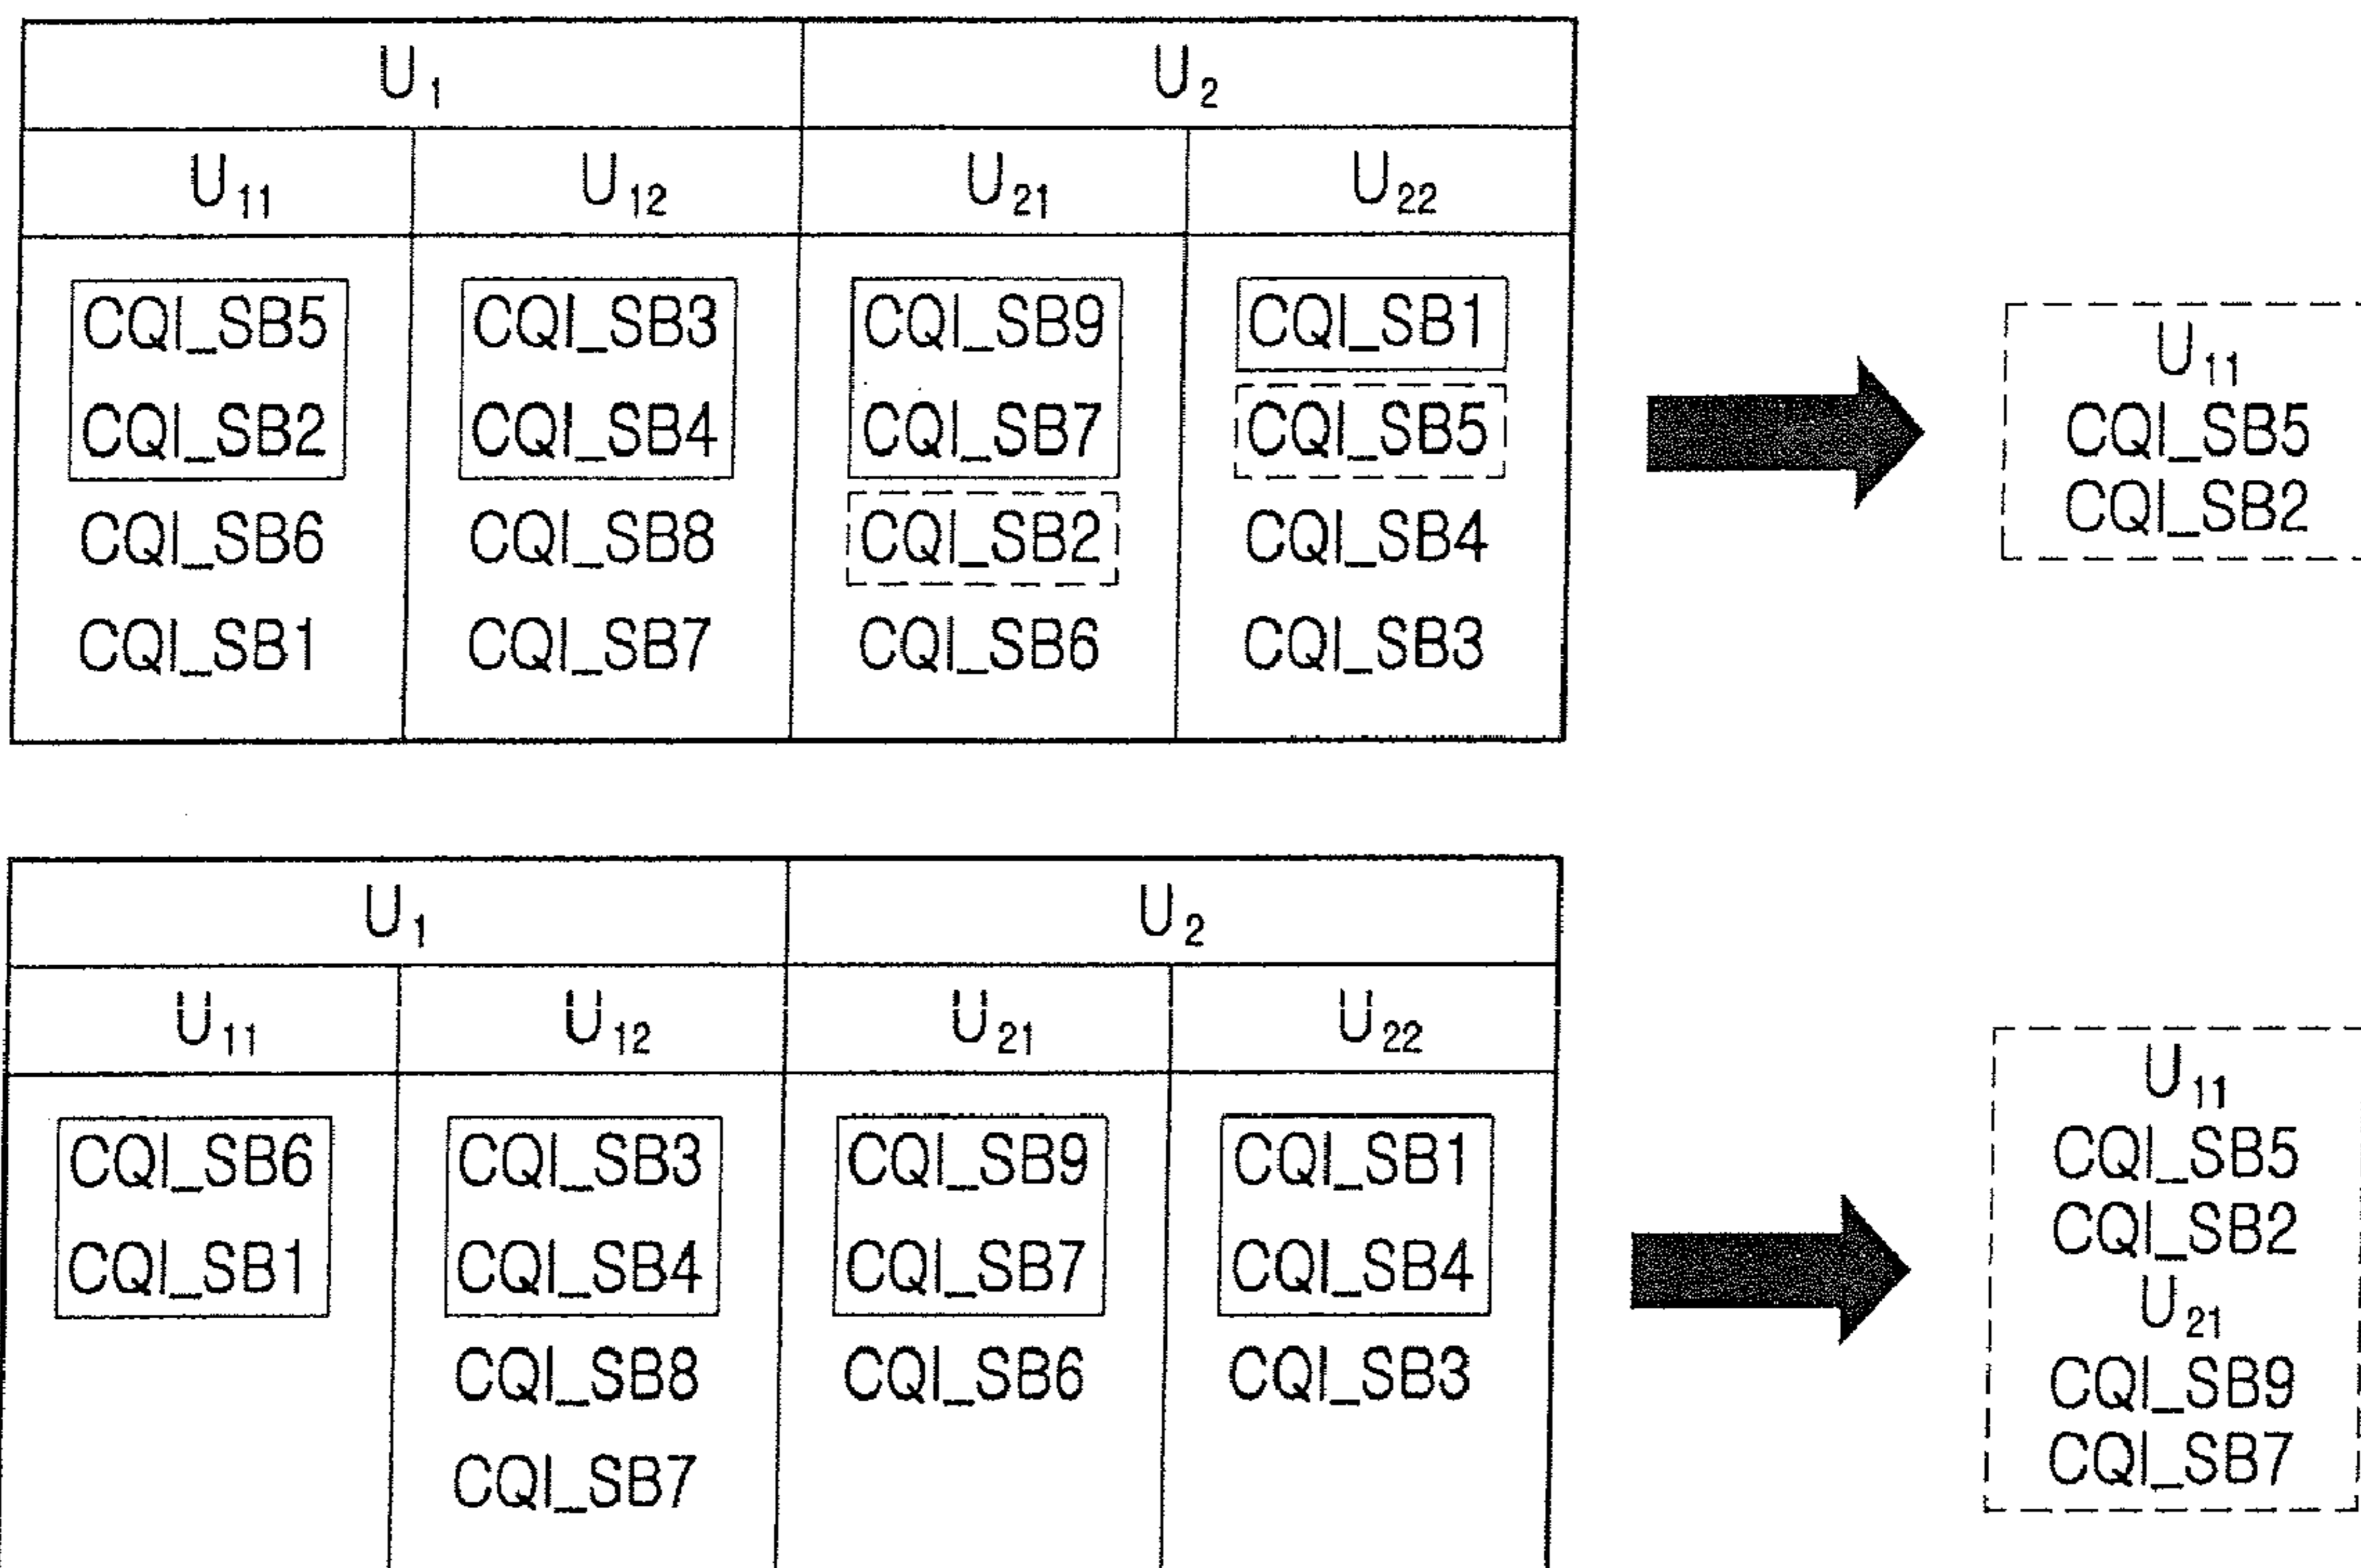 U₁ U₂
U₁₁ U₁₂ U₂₁ U₂₂
CQI_SB5 CQI_SB3 CQI_SB9 CQI_SB1
CQI_SB2 CQI_SB4 CQI_SB7 CQI_SB5
CQI_SB6 CQI_SB8 CQI_SB2 CQI_SB4
CQI_SB1 CQI_SB7 CQI_SB6 CQI_SB3
U₁₁
CQI_SB5
CQI_SB2
U₁ U₂
U₁₁ U₁₂ U₂₁ U₂₂
CQI_SB6 CQI_SB3 CQI_SB9 CQI_SB1
CQI_SB1 CQI_SB4 CQI_SB7 CQI_SB4
CQI_SB8 CQI_SB6 CQI_SB3
CQI_SB7
U₁₁
CQI_SB5
CQI_SB2
U₂₁
CQI_SB9
CQI_SB7